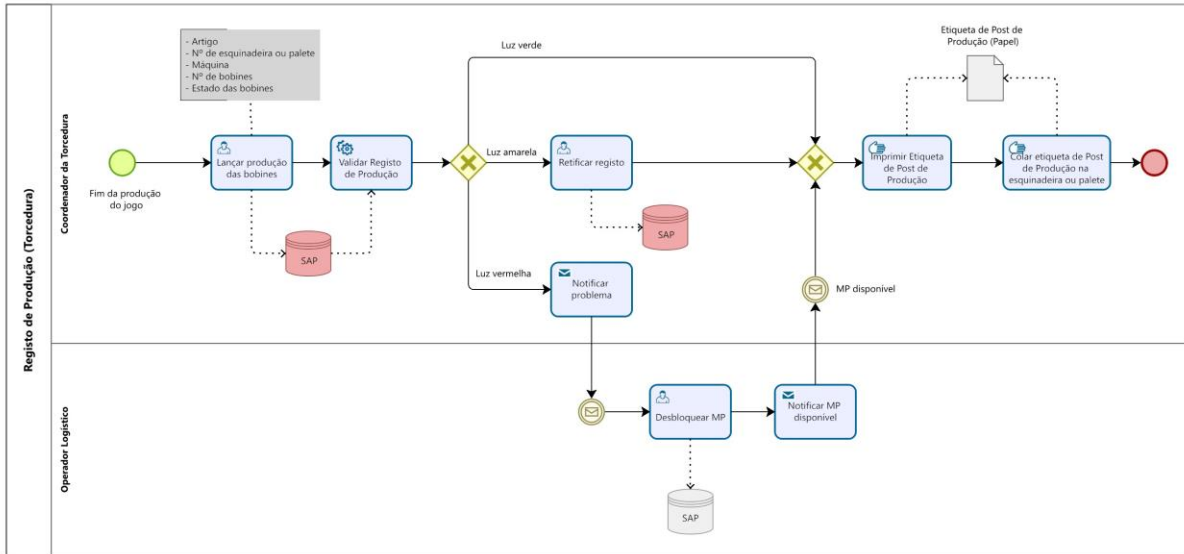 Registo de Produção (Torcedura)
Coordenador da Torcedura
- Artigo
- Nº de esquinadeira ou palete
- Máquina
- Nº de bobines
- Estado das bobines
Fim da produção
do jogo
Lançar produção
das bobines
SAP
Validar Registo
de Produção
Luz verde
Luz amarela
Luz vermelha
Retificar registo
SAP
Notificar
problema
MP disponível
Imprimir Etiqueta
de Post de
Produção
Etiqueta de Post de
Produção (Papel)
Colar etiqueta de Post
de Produção na
esquinadeira ou palete
Operador Logístico
Desbloquear MP
SAP
Notificar MP
disponível